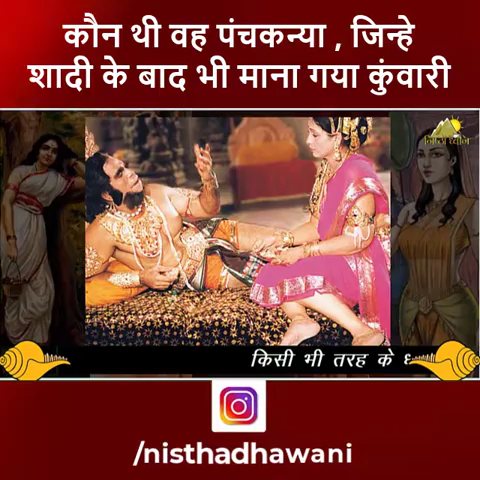 कौन थी वह पंचकन्या , जिन्हे
शादी के बाद भी माना गया कुंवारी
किसी भी तरह के
/nisthadhawani